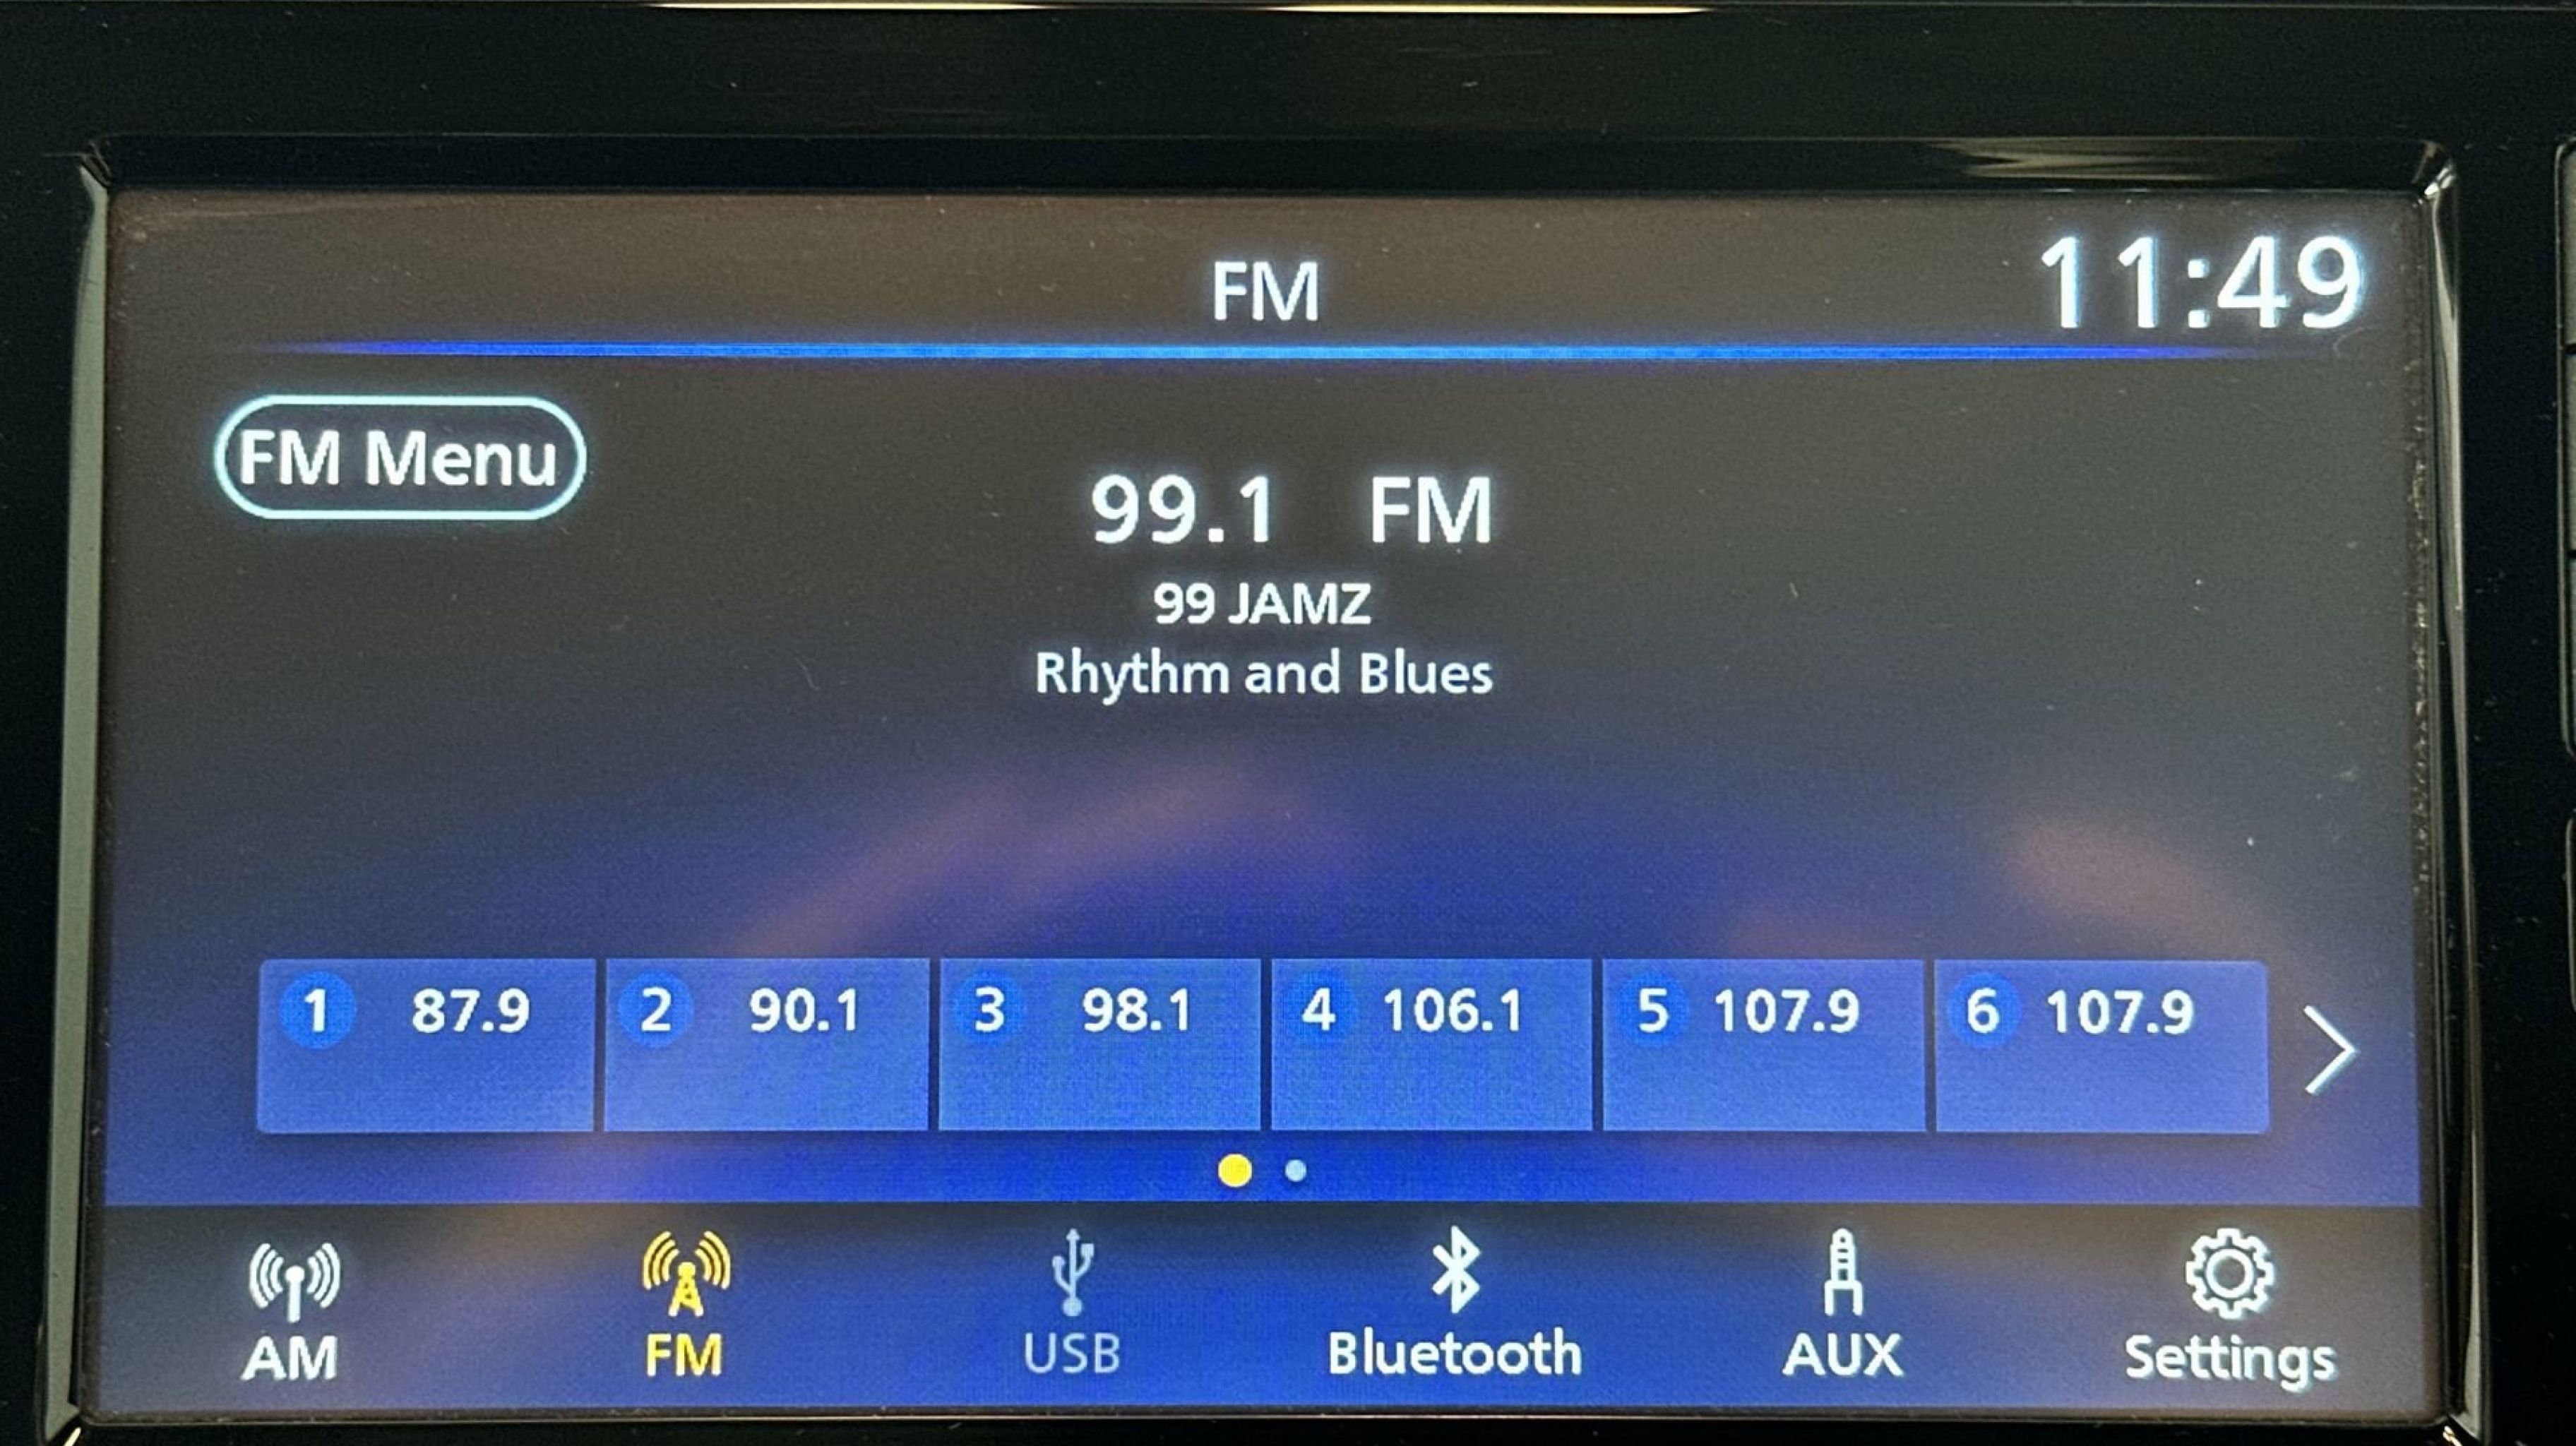 FM
11:49
FM Menu
99.1 FM
99 JAMZ
Rhythm and Blues
1 87.9 2 90.1 3 98.1 4 106.1 5 107.9 6 107.9
AM FM USB Bluetooth AUX Settings